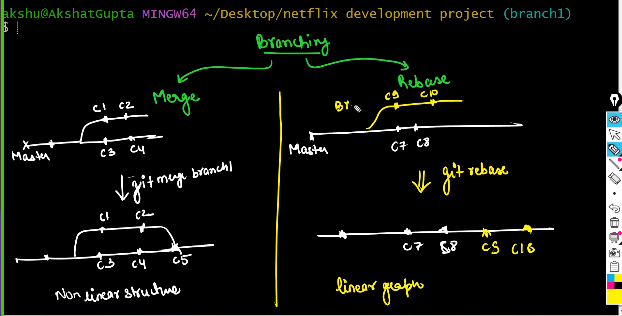 akshu@AkshatGupta MINGW64 ~/Desktop/netflix development project (branch1)
$
Branching
Merge
C1 C2
Master
C3 C4
git merge branch1
C1 C2
C3 C4 C5
Non linear structure
Rebase
Br
C9 C10
Master
C7 C8
git rebase
C7 C8 C9 C10
linear graph